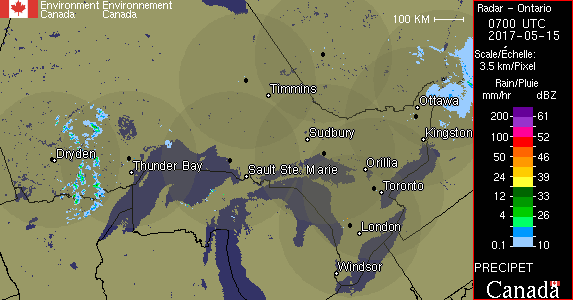 Environment Environnement
Canada Canada
100 KM
Timmins
Ottawa
Sudbury
Kingston
Dryden
Thunder Bay
Sault Ste. Marie
Orillia
Toronto
London
Windsor
Radar - Ontario
0700 UTC
2017-05-15
Scale/Échelle:
3.5 km/Pixel
Rain/Pluie
mm/hr dBZ
200 61
100 57
50 52
24 46
12 39
4 33
0.1 26
20
10
PRECIPET
Canada